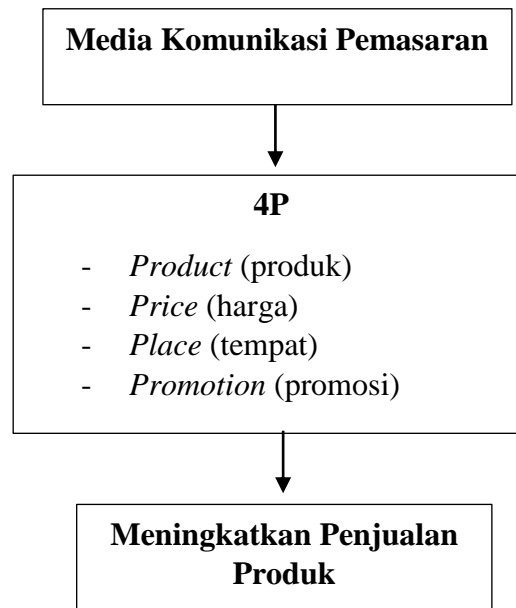 Media Komunikasi Pemasaran
4P
- Product (produk)
- Price (harga)
- Place (tempat)
- Promotion (promosi)
Meningkatkan Penjualan
Produk